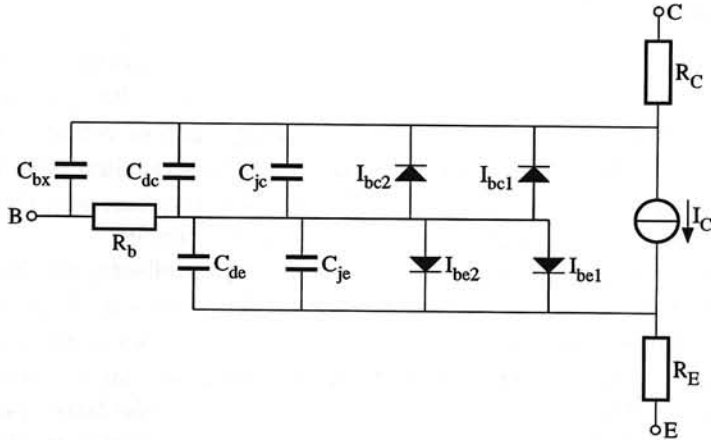 C
R_C
C_bx
C_dc
C_jc
I_bc2
I_bc1
B
R_b
I_C
C_de
C_je
I_be2
I_be1
R_E
E